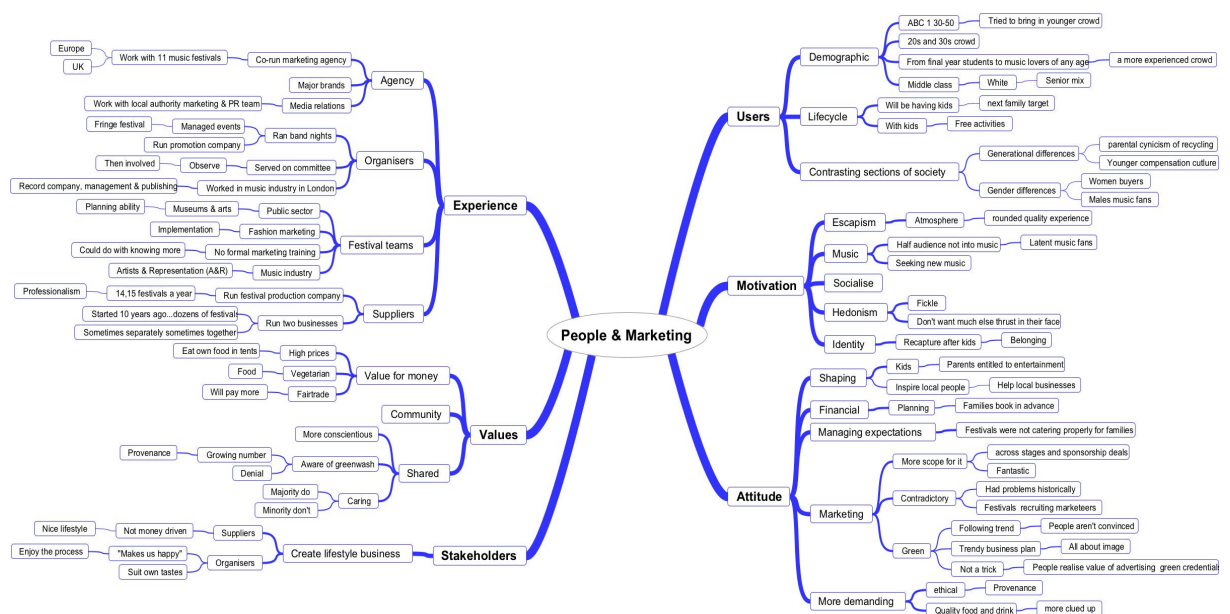 People & Marketing
Users
Demographic
ABC 1 30-50
Tried to bring in younger crowd
20s and 30s crowd
From final year students to music lovers of any age
a more experienced crowd
Middle class
White
Senior mix
Lifecycle
Will be having kids
next family target
With kids
Free activities
Contrasting sections of society
Generational differences
parental cynicism of recycling
Younger compensation cutlure
Gender differences
Women buyers
Males music fans
Motivation
Escapism
Atmosphere
rounded quality experience
Music
Half audience not into music
Latent music fans
Seeking new music
Socialise
Hedonism
Fickle
Don't want much else thrust in their face
Identity
Recapture after kids
Belonging
Attitude
Shaping
Kids
Parents entitled to entertainment
Inspire local people
Help local businesses
Financial
Planning
Families book in advance
Managing expectations
Festivals were not catering properly for families
Marketing
More scope for it
across stages and sponsorship deals
Fantastic
Contradictory
Had problems historically
Festivals recruiting marketeers
Green
Following trend
People aren't convinced
Trendy business plan
All about image
Not a trick
People realise value of advertising green credentials
More demanding
ethical
Provenance
Quality food and drink
more clued up
Experience
Agency
Co-run marketing agency
Work with 11 music festivals
Europe
UK
Major brands
Media relations
Work with local authority marketing & PR team
Organisers
Ran band nights
Managed events
Fringe festival
Run promotion company
Served on committee
Observe
Then involved
Worked in music industry in London
Record company, management & publishing
Festival teams
Public sector
Museums & arts
Planning ability
Fashion marketing
Implementation
No formal marketing training
Could do with knowing more
Music industry
Artists & Representation (A&R)
Suppliers
Run festival production company
14,15 festivals a year
Professionalism
Run two businesses
Started 10 years ago...dozens of festivals
Sometimes separately sometimes together
Values
Value for money
High prices
Eat own food in tents
Vegetarian
Food
Fairtrade
Will pay more
Community
Shared
More conscientious
Aware of greenwash
Growing number
Provenance
Denial
Caring
Majority do
Minority don't
Stakeholders
Create lifestyle business
Suppliers
Not money driven
Nice lifestyle
Organisers
"Makes us happy"
Enjoy the process
Suit own tastes